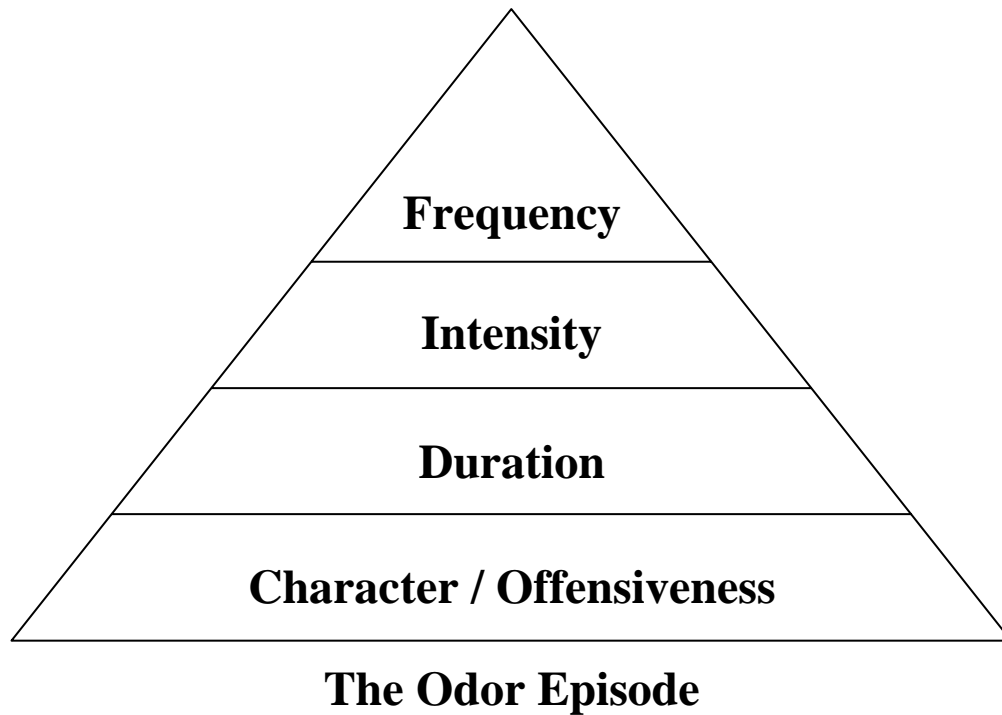 Frequency
Intensity
Duration
Character / Offensiveness
The Odor Episode